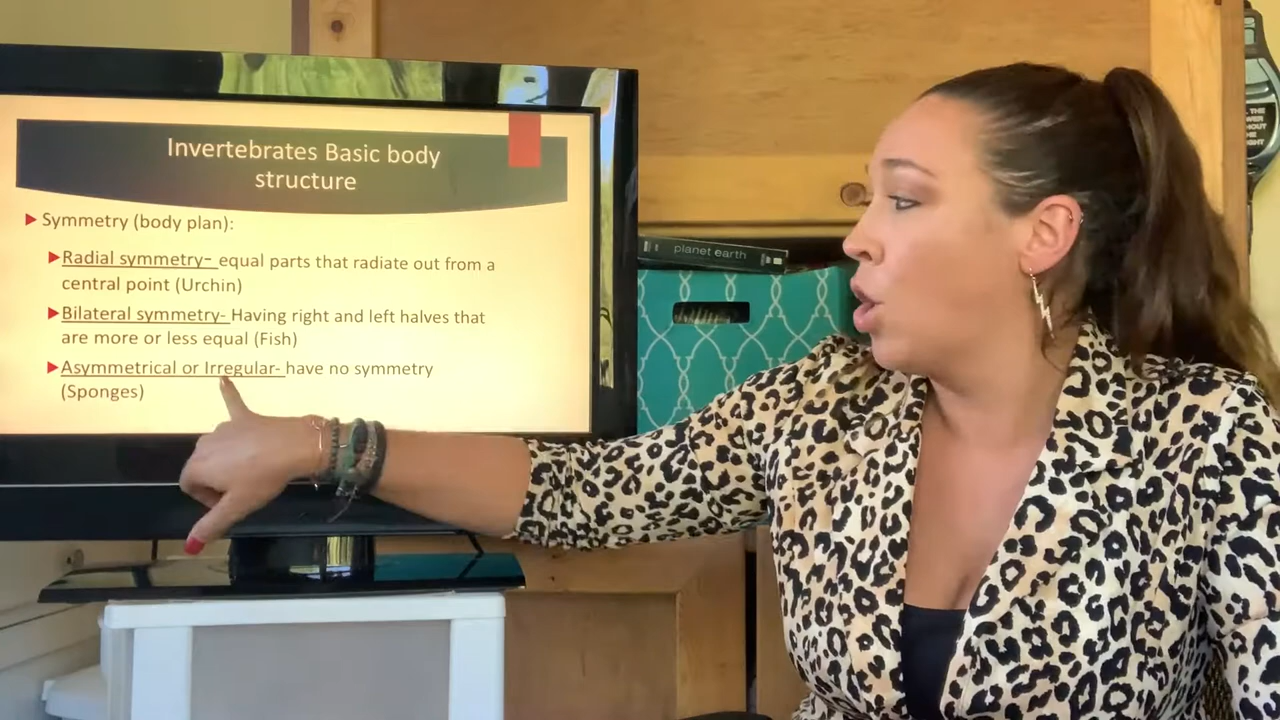 Invertebrates Basic body
structure
Symmetry (body plan):
Radial symmetry- equal parts that radiate out from a
central point (Urchin)
Bilateral symmetry- Having right and left halves that
are more or less equal (Fish)
Asymmetrical or Irregular- have no symmetry
(Sponges)
planet earth